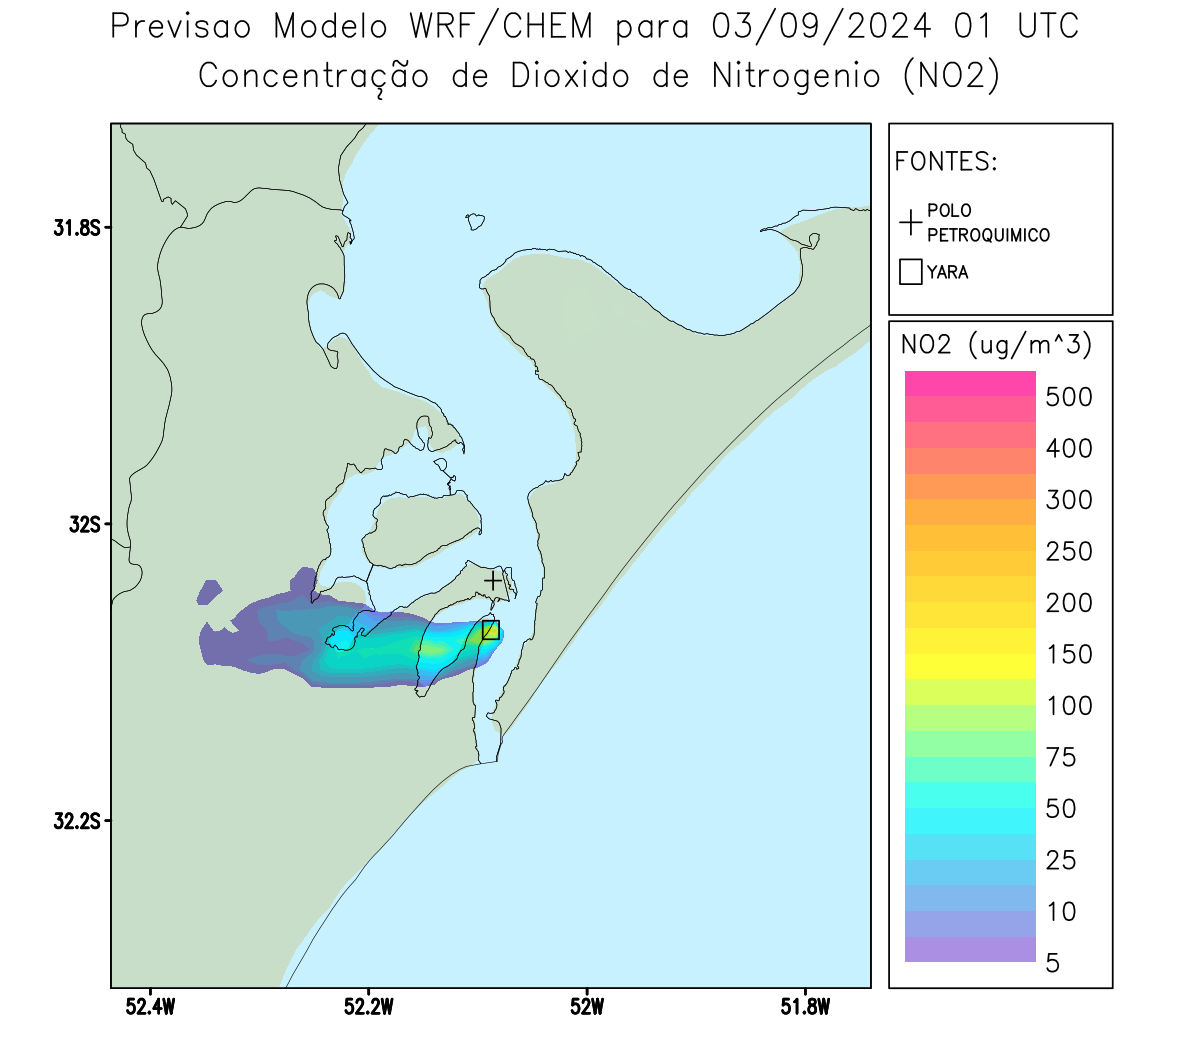 Previsao Modelo WRF/CHEM para 03/09/2024 01 UTC
Concentração de Dioxido de Nitrogenio (NO2)
FONTES:
POLO
PETROQUIMICO
YARA
NO2 (ug/m^3)
500
400
300
250
200
150
100
75
50
25
10
5
31.8S
32S
32.2S
52.4W
52.2W
52W
51.8W